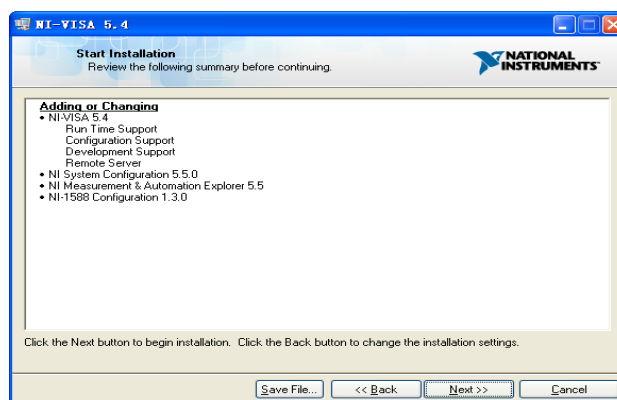 NI-VISA 5.4
Start Installation
Review the following summary before continuing.
NATIONAL
INSTRUMENTS
Adding or Changing
• NI-VISA 5.4
Run Time Support
Configuration Support
Development Support
Remote Server
• NI System Configuration 5.5.0
• NI Measurement & Automation Explorer 5.5
• NI-1588 Configuration 1.3.0
Click the Next button to begin installation.  Click the Back button to change the installation settings.
Save File... << Back Next >> Cancel